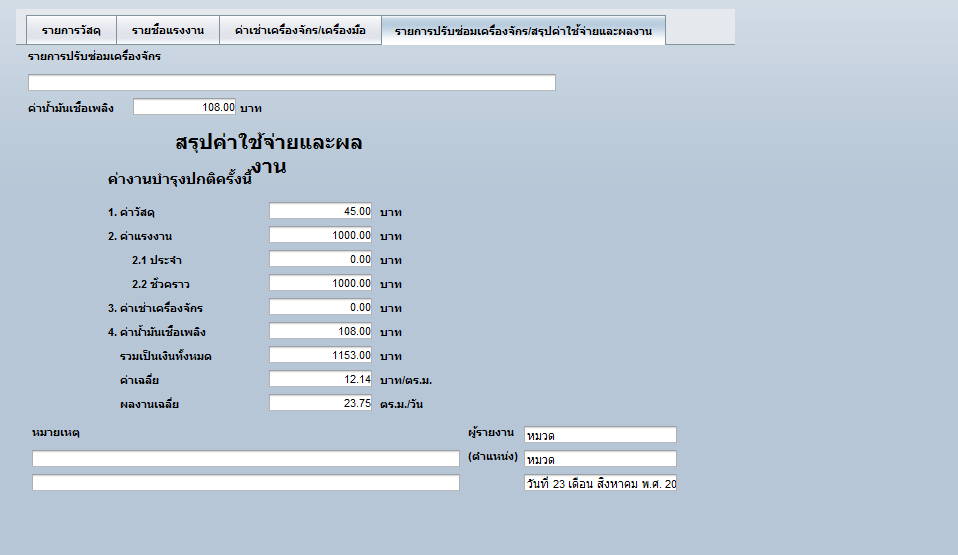 รายการวัสดุ รายชื่อแรงงาน ค่าเช่าเครื่องจักร/เครื่องมือ รายการปรับซ่อมเครื่องจักร/สรุปค่าใช้จ่ายและผลงาน
รายการปรับซ่อมเครื่องจักร
ค่าน้ำมันเชื้อเพลิง 108.00 บาท
สรุปค่าใช้จ่ายและผล
งาน
ค่างานบำรุงปกติครั้งนี้
1. ค่าวัสดุ 45.00 บาท
2. ค่าแรงงาน 1000.00 บาท
2.1 ประจำ 0.00 บาท
2.2 ชั่วคราว 1000.00 บาท
3. ค่าเช่าเครื่องจักร 0.00 บาท
4. ค่าน้ำมันเชื้อเพลิง 108.00 บาท
รวมเป็นเงินทั้งหมด 1153.00 บาท
ค่าเฉลี่ย 12.14 บาท/ตร.ม.
ผลงานเฉลี่ย 23.75 ตร.ม./วัน
หมายเหตุ ผู้รายงาน หมวด
(ตำแหน่ง) หมวด
วันที่ 23 เดือน สิงหาคม พ.ศ. 20